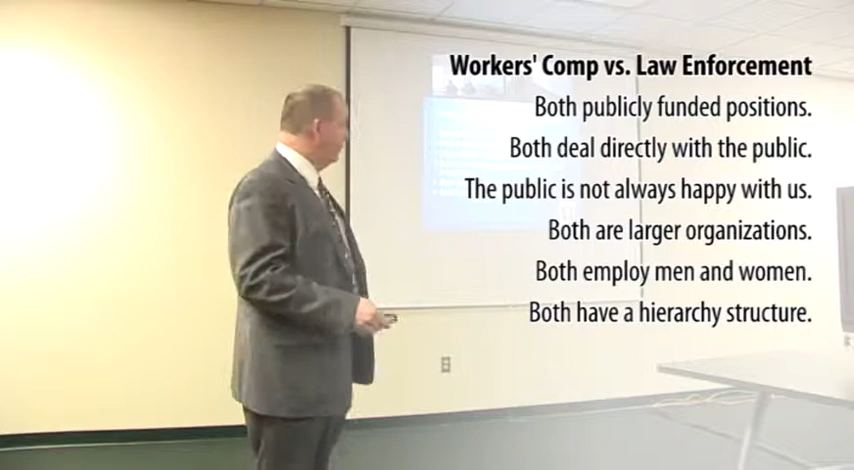 Workers' Comp vs. Law Enforcement
Both publicly funded positions.
Both deal directly with the public.
The public is not always happy with us.
Both are larger organizations.
Both employ men and women.
Both have a hierarchy structure.